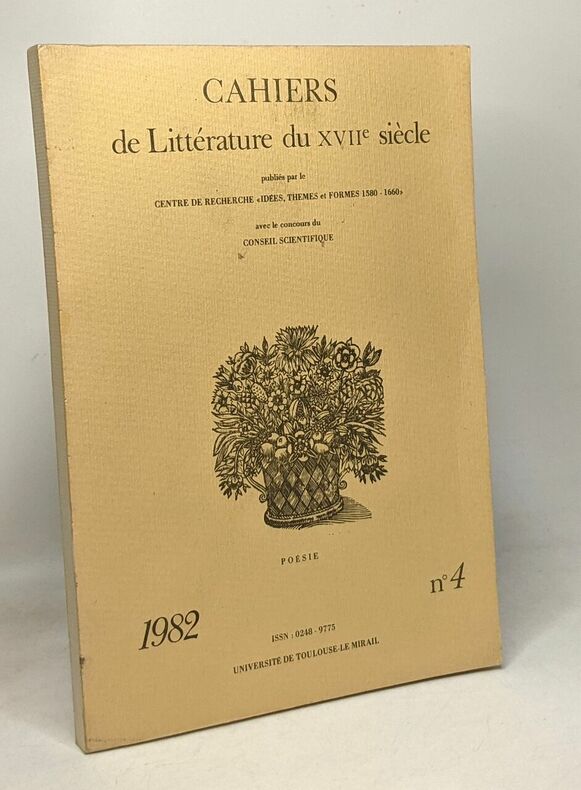 CAHIERS
de Littérature du XVIIe siècle
publiés par le
CENTRE DE RECHERCHE «IDÉES, THEMES et FORMES 1580 - 1660»
avec le concours du
CONSEIL SCIENTIFIQUE
POÉSIE
n°4
1982
ISSN : 0248 - 9775
UNIVERSITÉ DE TOULOUSE-LE MIRAIL